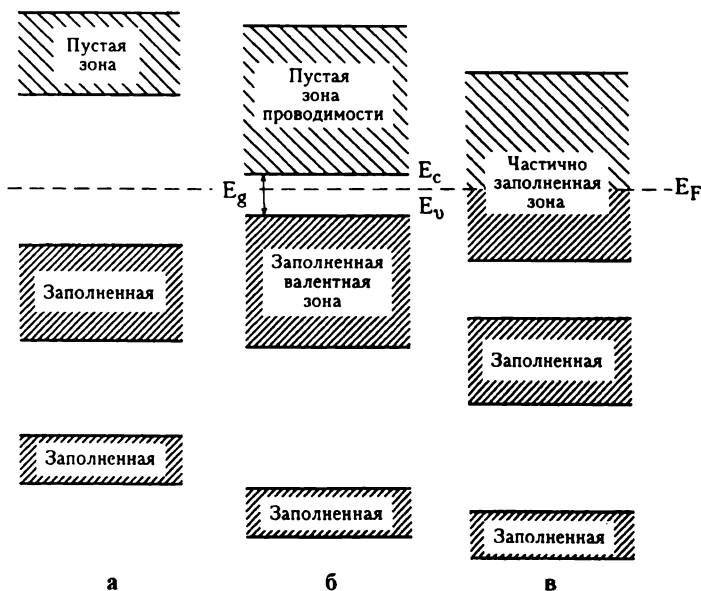 Пустая
зона
Заполненная
Заполненная
а
Пустая
зона
проводимости
E_c
E_g
E_υ
Заполненная
валентная
зона
Заполненная
б
Частично
заполненная
зона
E_F
Заполненная
Заполненная
в